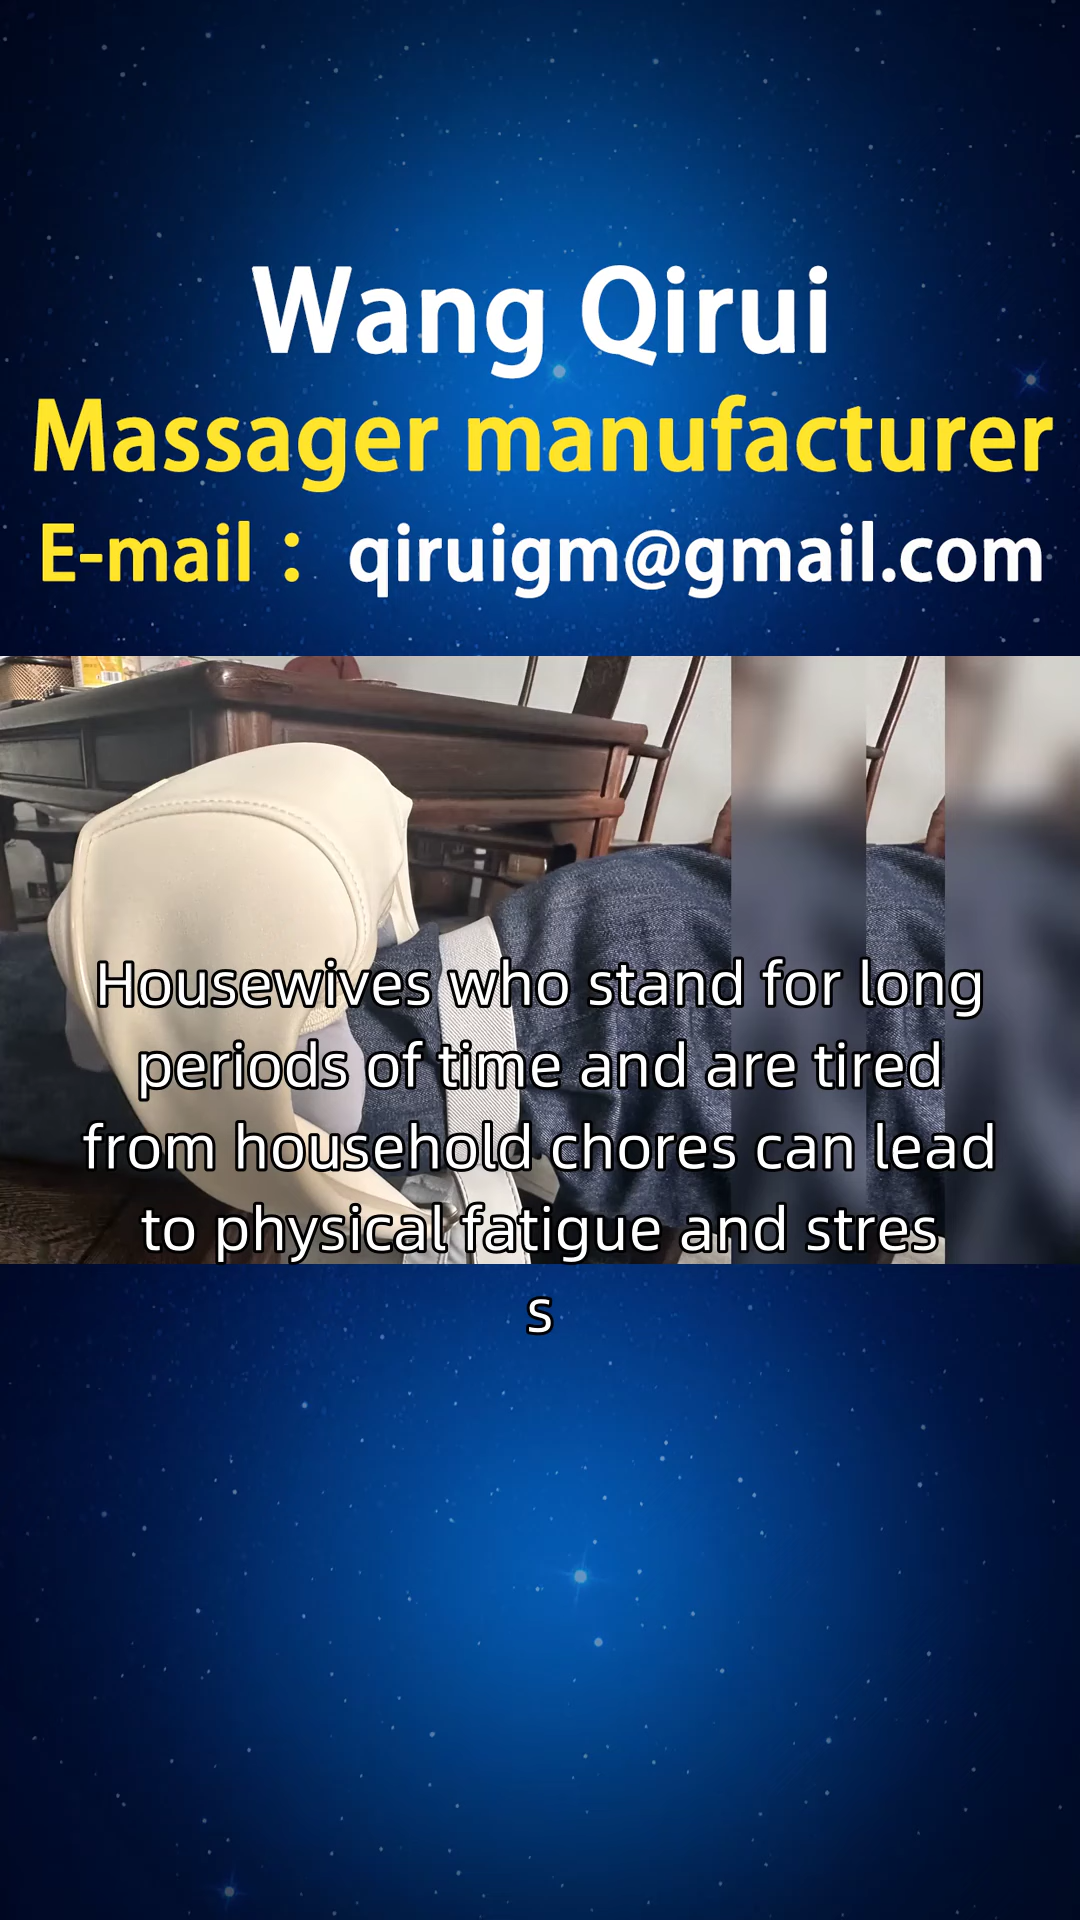 Wang Qirui
Massager manufacturer
E-mail： qiruigm@gmail.com
Housewives who stand for long
periods of time and are tired
from household chores can lead
to physical fatigue and stres
s